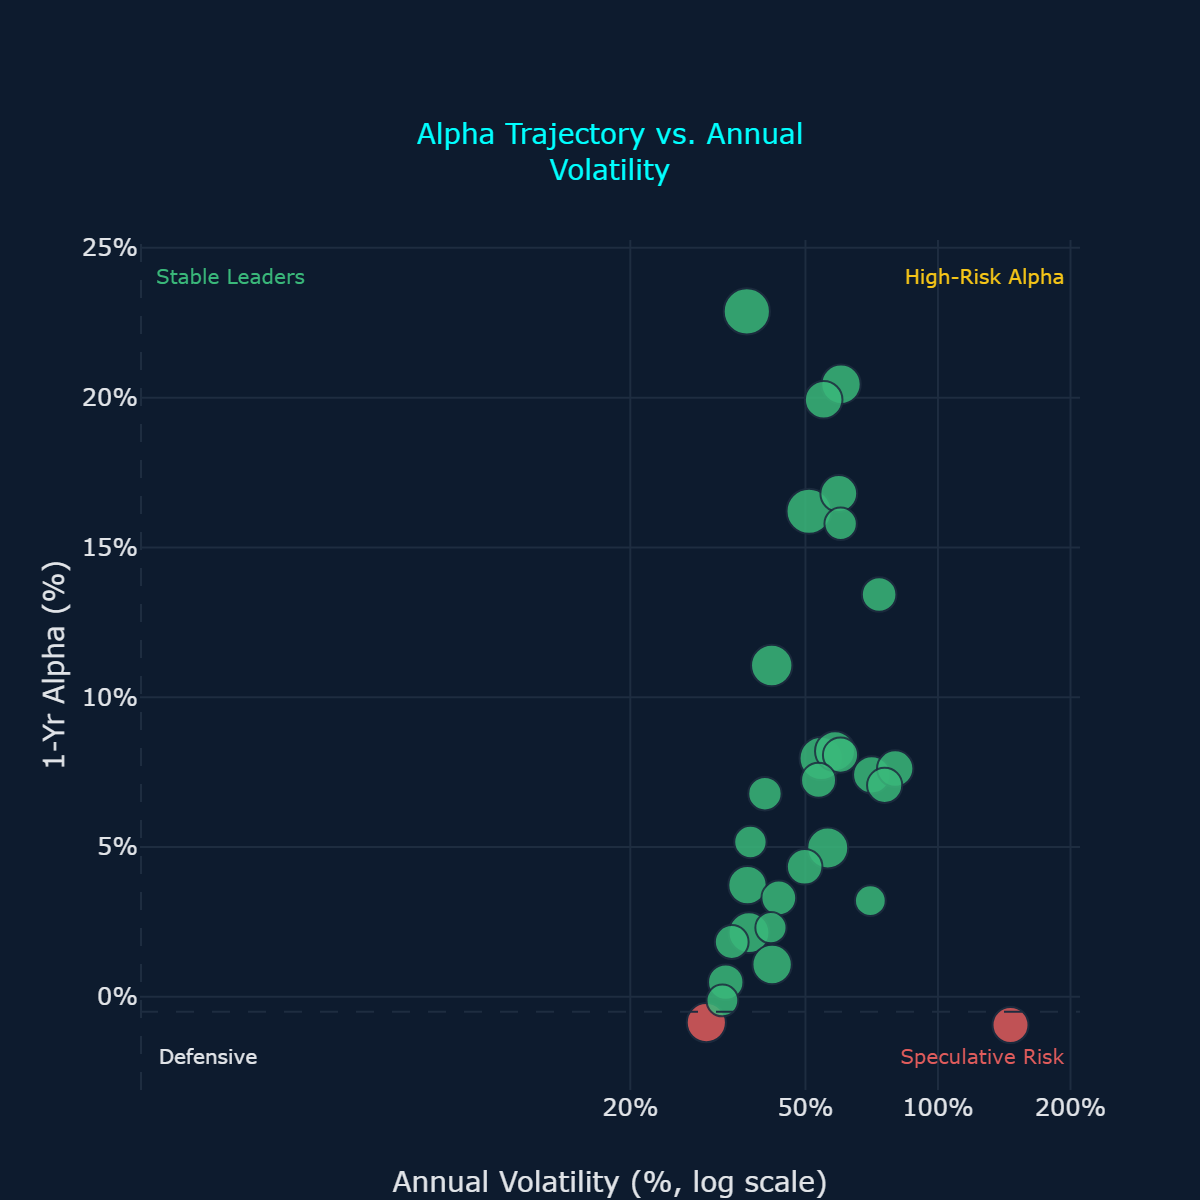 Alpha Trajectory vs. Annual
Volatility
25%
Stable Leaders
High-Risk Alpha
20%
15%
10%
5%
0%
1-Yr Alpha (%)
Defensive
Speculative Risk
20%
50%
100%
200%
Annual Volatility (%, log scale)